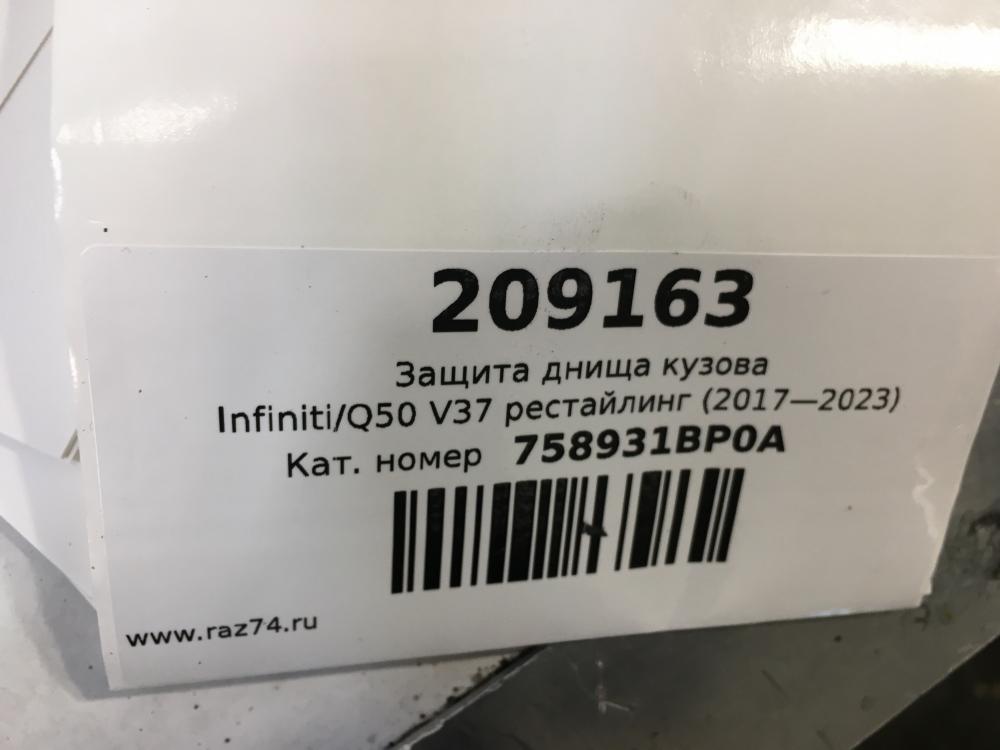 209163
Защита днища кузова
Infiniti/Q50 V37 рестайлинг (2017—2023)
Кат. номер 758931BP0A
www.raz74.ru